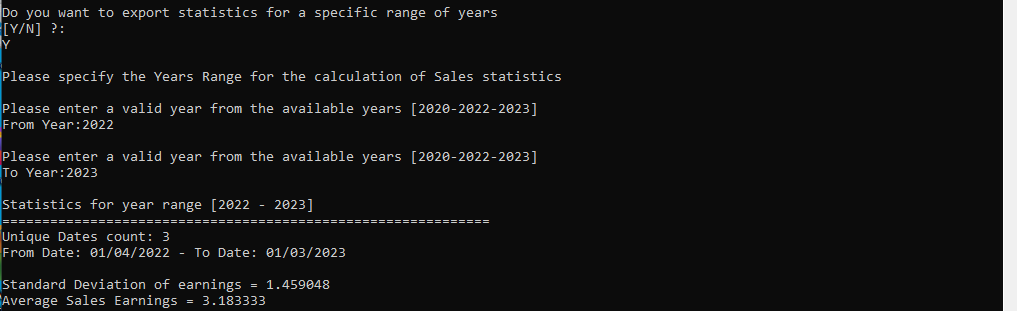 Do you want to export statistics for a specific range of years
[Y/N] ?:
Y
Please specify the Years Range for the calculation of Sales statistics
Please enter a valid year from the available years [2020-2022-2023]
From Year:2022
Please enter a valid year from the available years [2020-2022-2023]
To Year:2023
Statistics for year range [2022 - 2023]
=============================================================
Unique Dates count: 3
From Date: 01/04/2022 - To Date: 01/03/2023
Standard Deviation of earnings = 1.459048
Average Sales Earnings = 3.183333